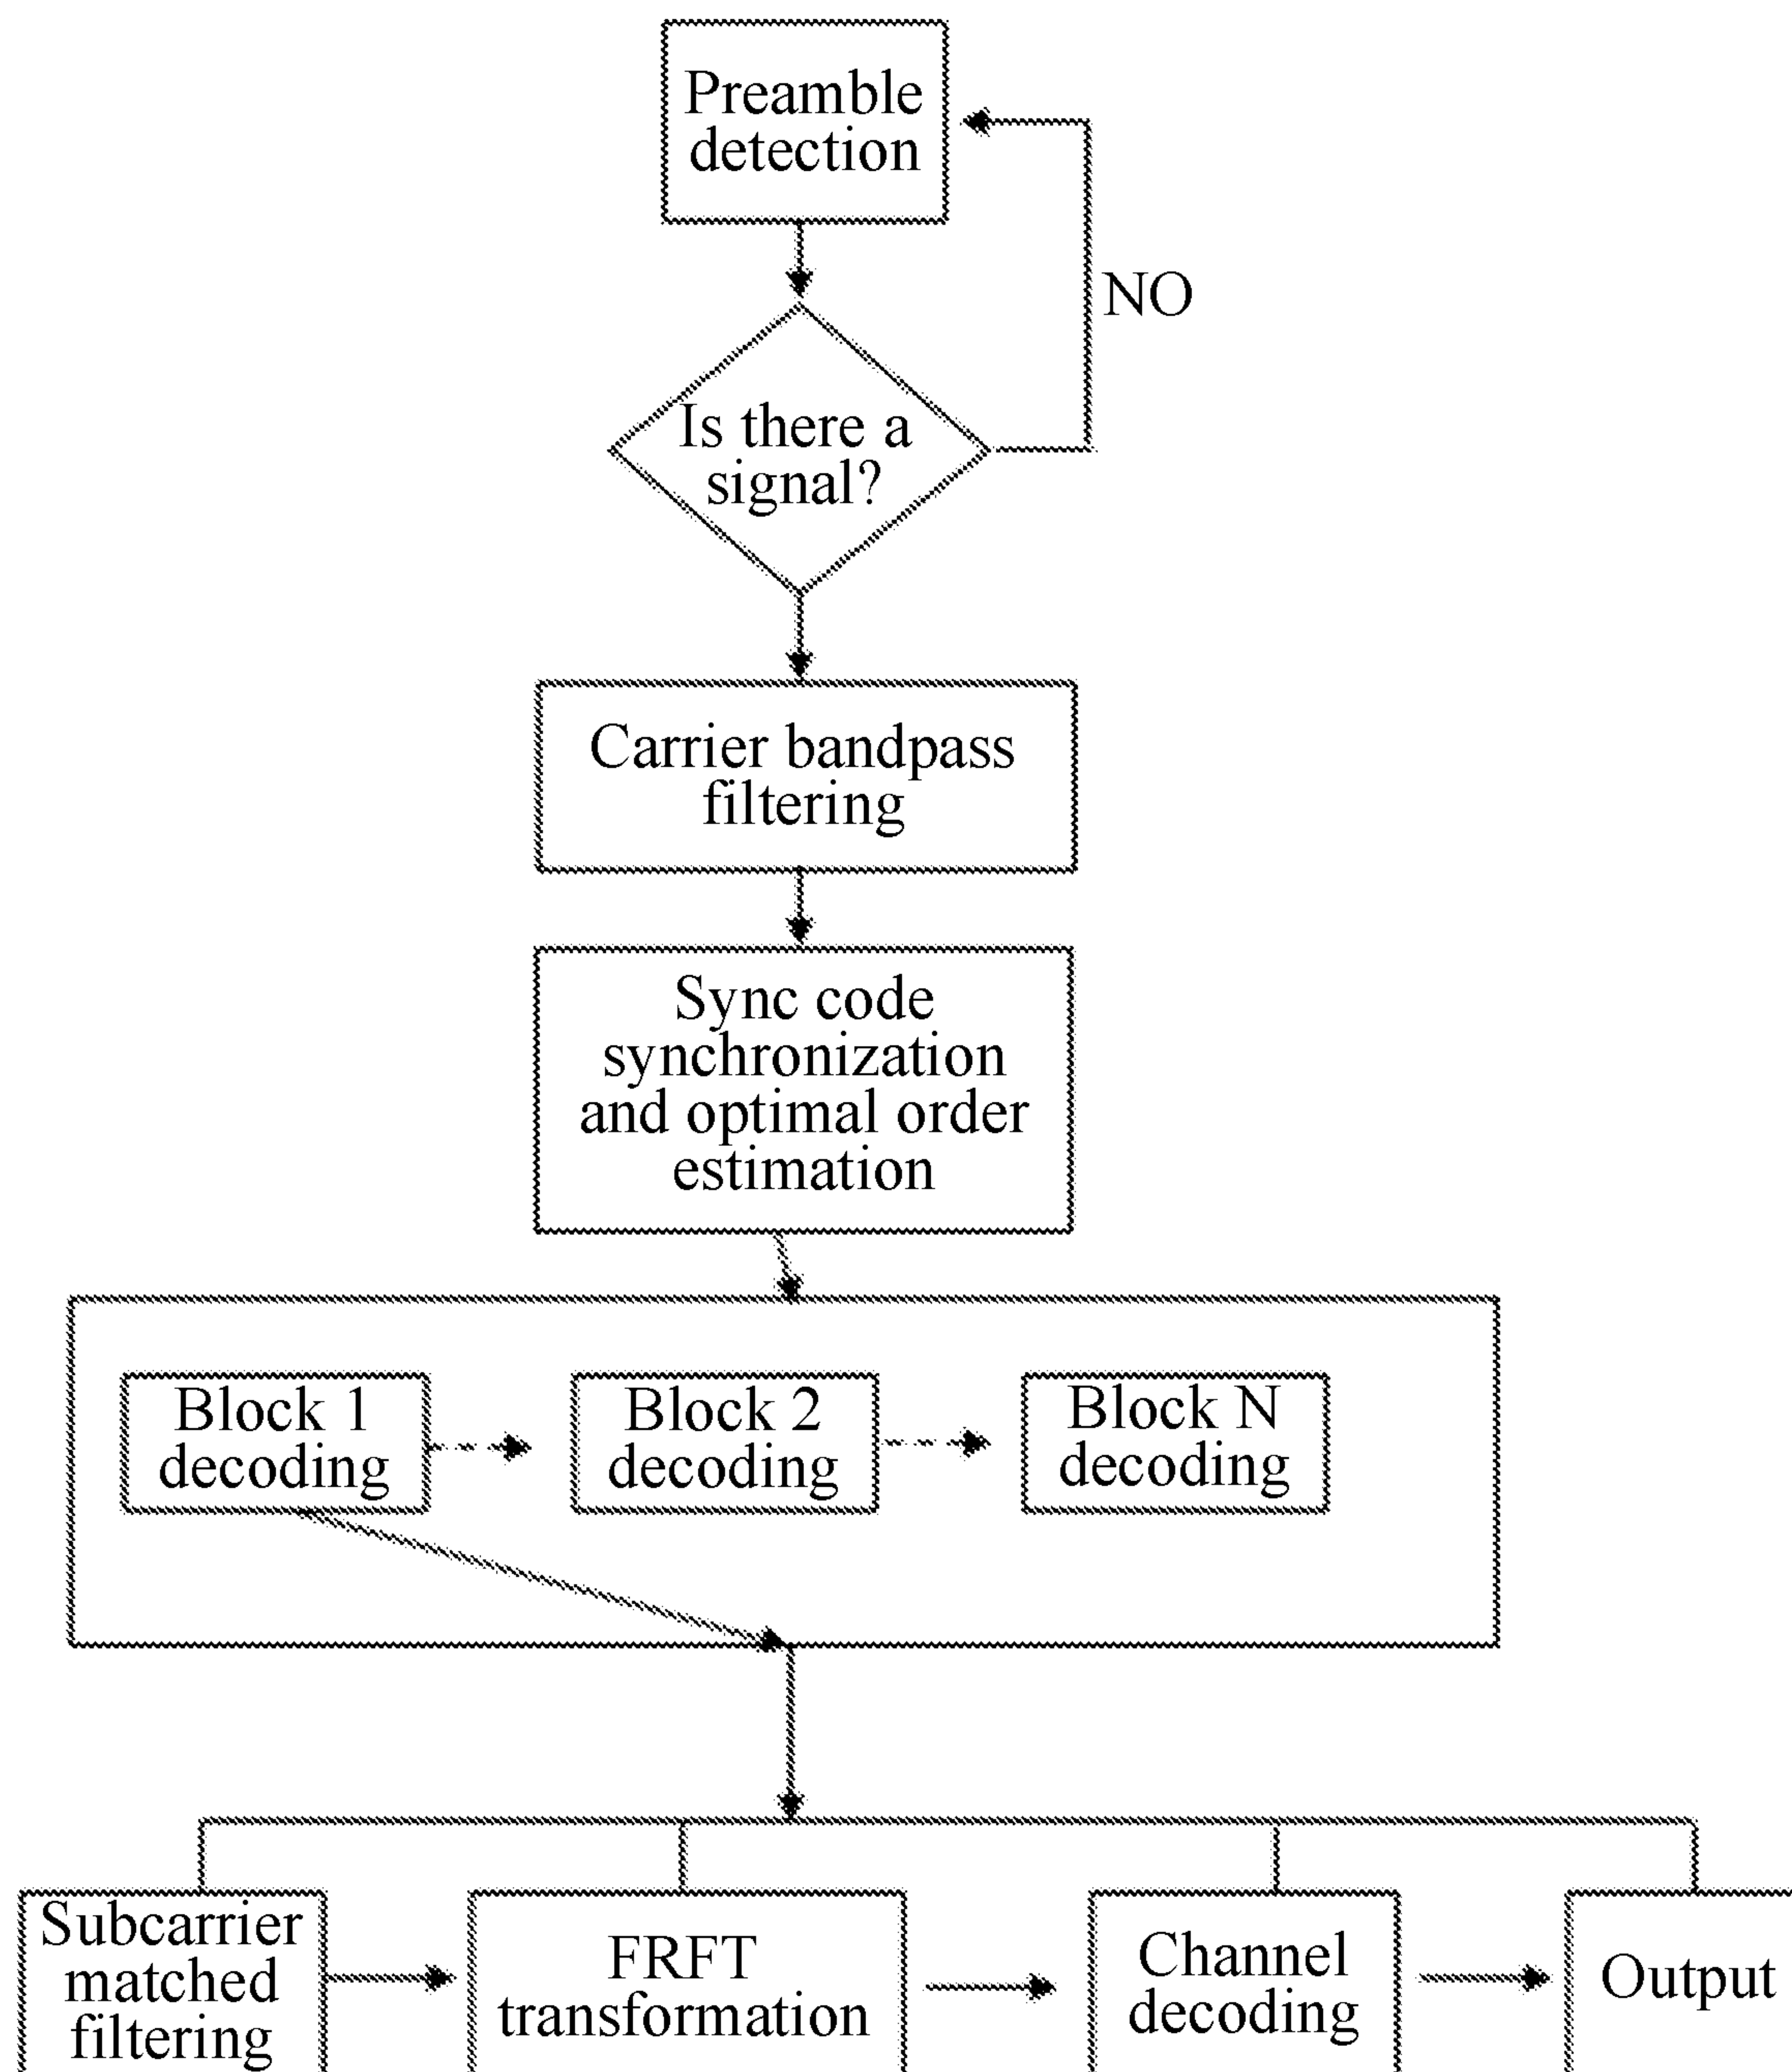 Preamble
detection
NO
Is there a
signal?
Carrier bandpass
filtering
Sync code
synchronization
and optimal order
estimation
Block 1
decoding
Block 2
decoding
Block N
decoding
Subcarrier
matched
filtering
FRFT
transformation
Channel
decoding
Output